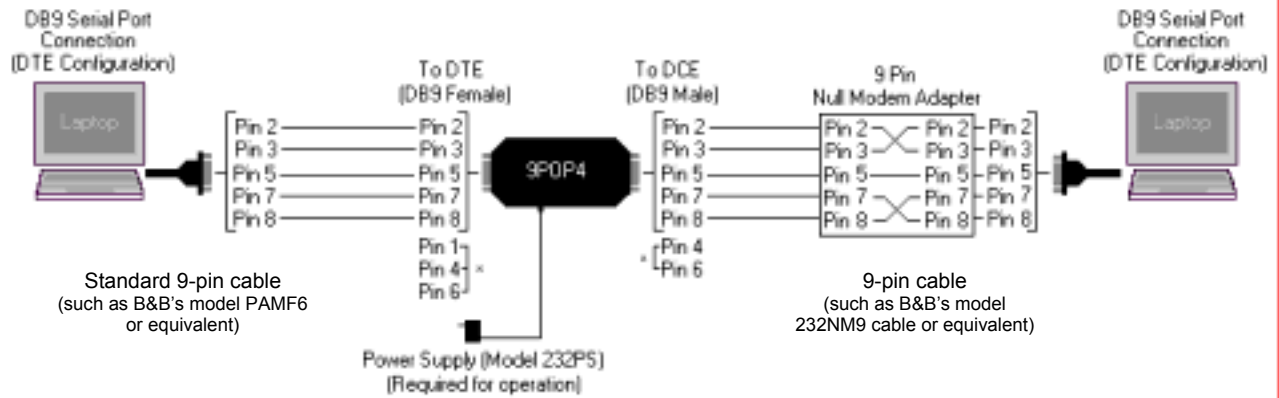 DB9 Serial Port
Connection
(DTE Configuration)
Laptop
Pin 2
Pin 3
Pin 5
Pin 7
Pin 8
To DTE
(DB9 Female)
Pin 2
Pin 3
Pin 5
Pin 7
Pin 8
Pin 1
Pin 4 ×
Pin 6
9POP4
To DCE
(DB9 Male)
Pin 2
Pin 3
Pin 5
Pin 7
Pin 8
× Pin 4
Pin 6
9 Pin
Null Modem Adapter
Pin 2 Pin 2
Pin 3 Pin 3
Pin 5 Pin 5
Pin 7 Pin 7
Pin 8 Pin 8
Pin 2
Pin 3
Pin 5
Pin 7
Pin 8
DB9 Serial Port
Connection
(DTE Configuration)
Laptop
Standard 9-pin cable
(such as B&B's model PAMF6
or equivalent)
9-pin cable
(such as B&B's model
232NM9 cable or equivalent)
Power Supply (Model 232PS)
(Required for operation)